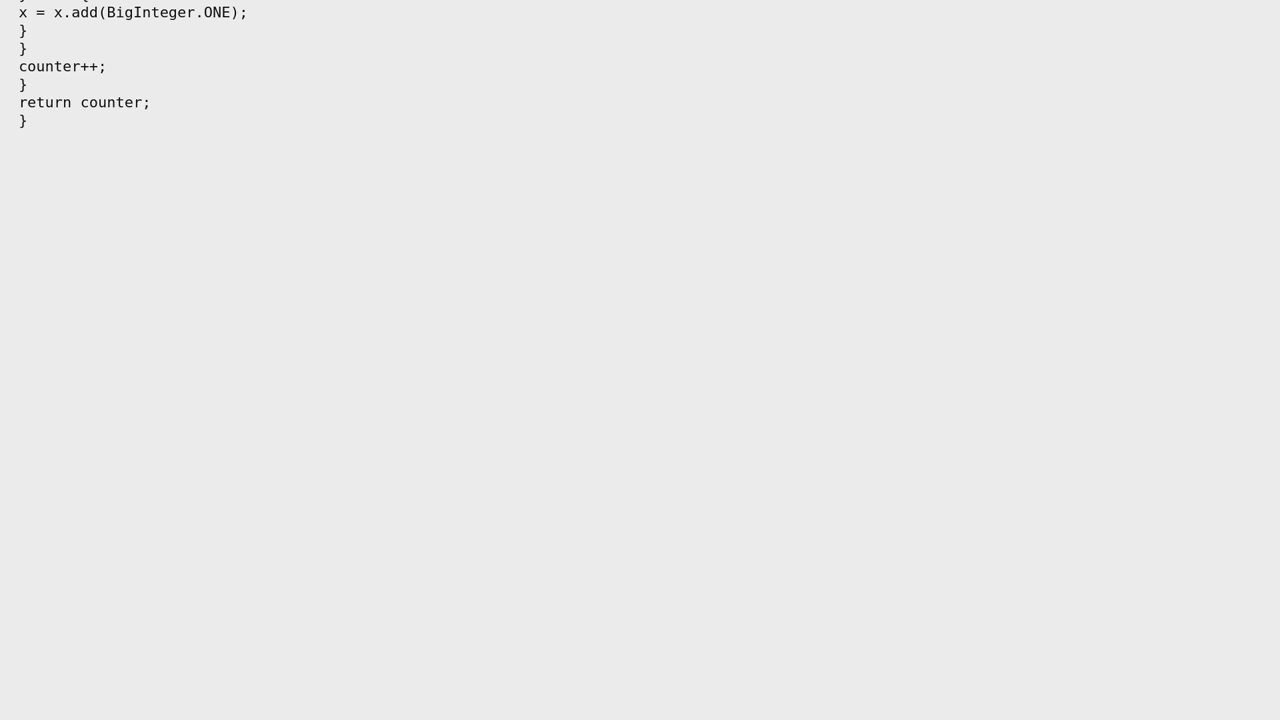 x = x.add(BigInteger.ONE);
}
}
counter++;
}
return counter;
}